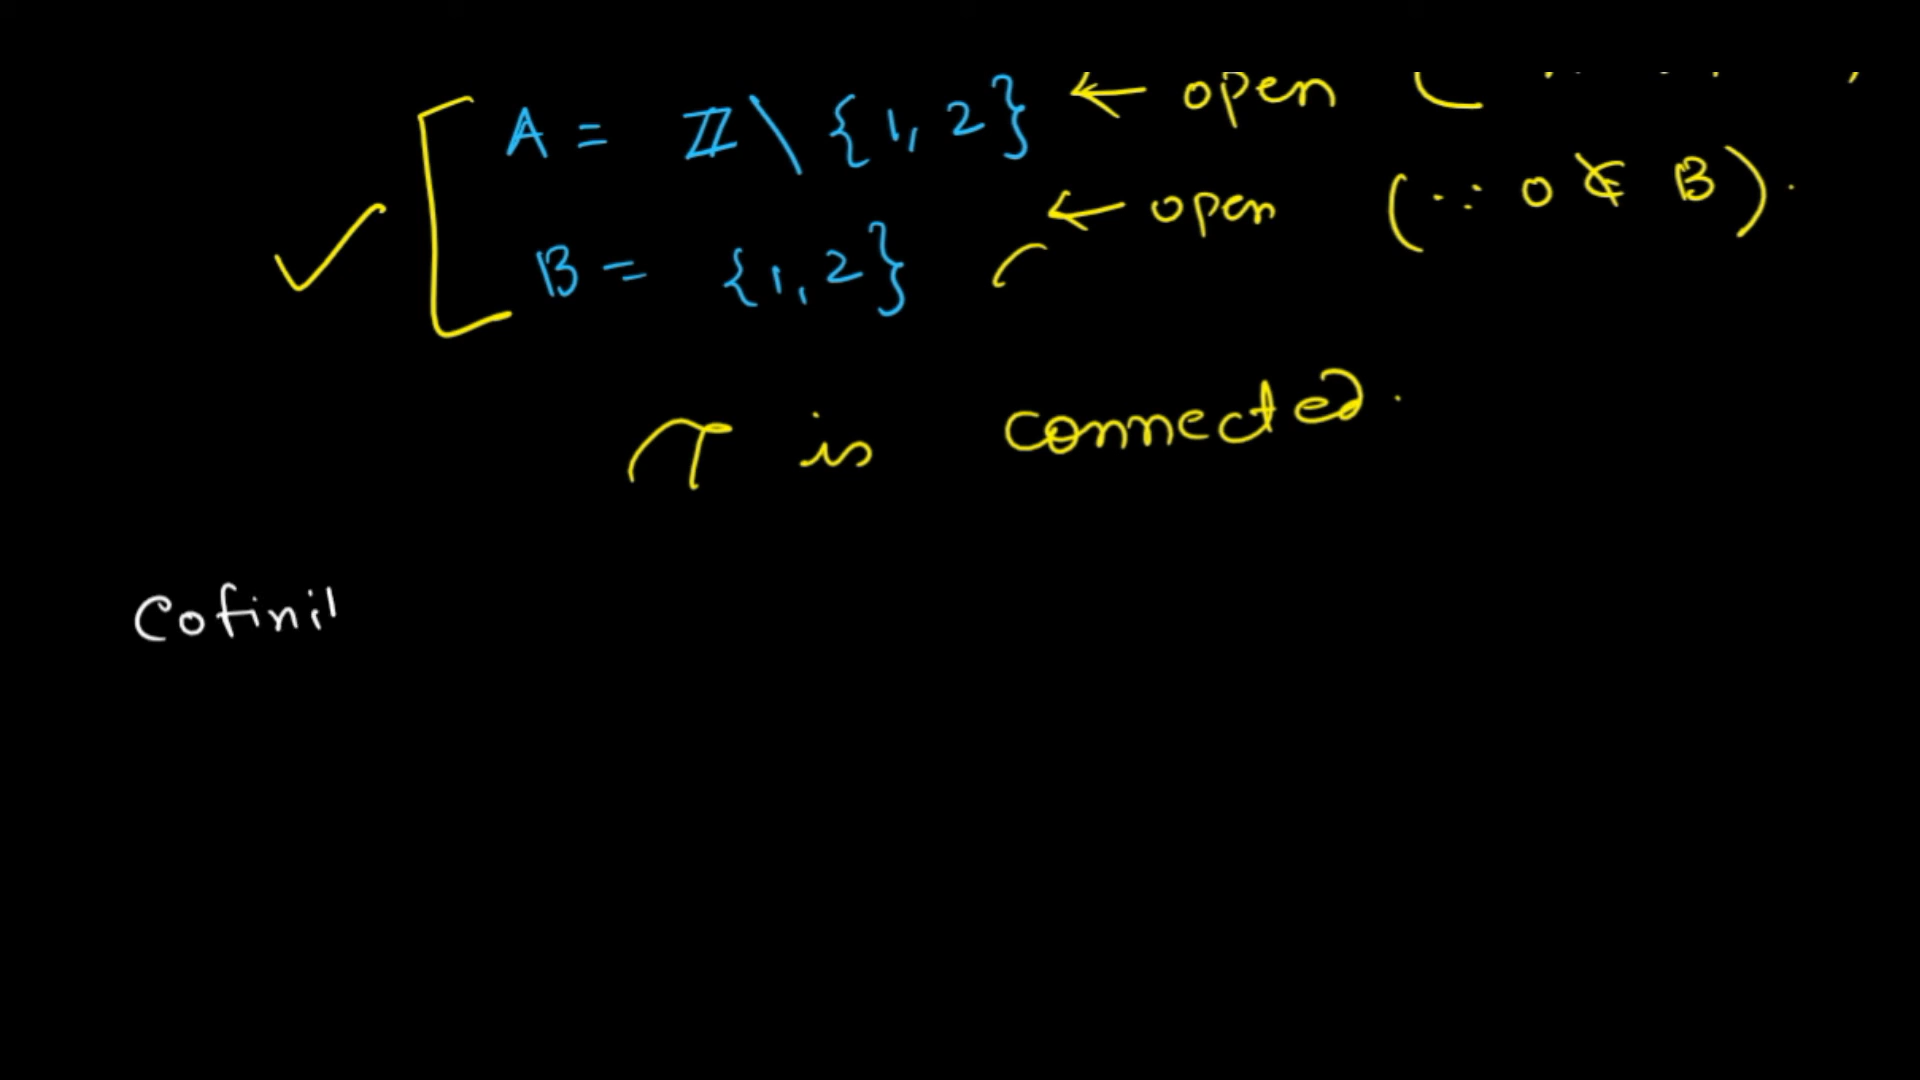 A = ℤ \ {1, 2} ← open (
B = {1, 2} ← open (∵ 0 ∉ B).
τ is connected.
Cofinit